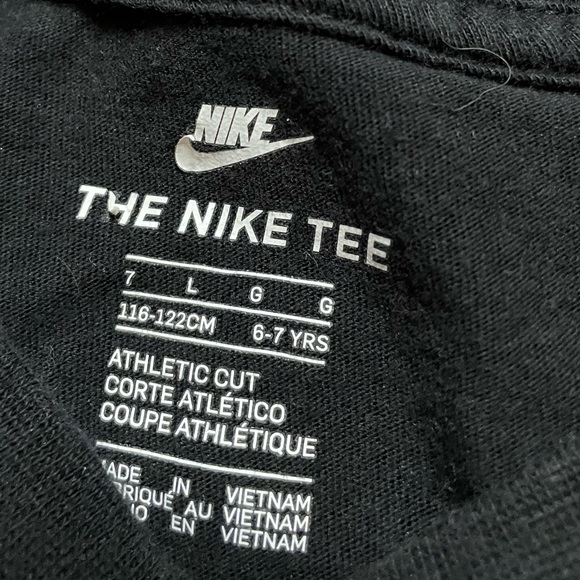 NIKE
THE NIKE TEE
7 L G G
116-122CM 6-7 YRS
ATHLETIC CUT
CORTE ATLÉTICO
COUPE ATHLÉTIQUE
MADE IN VIETNAM
AU VIETNAM
EN VIETNAM